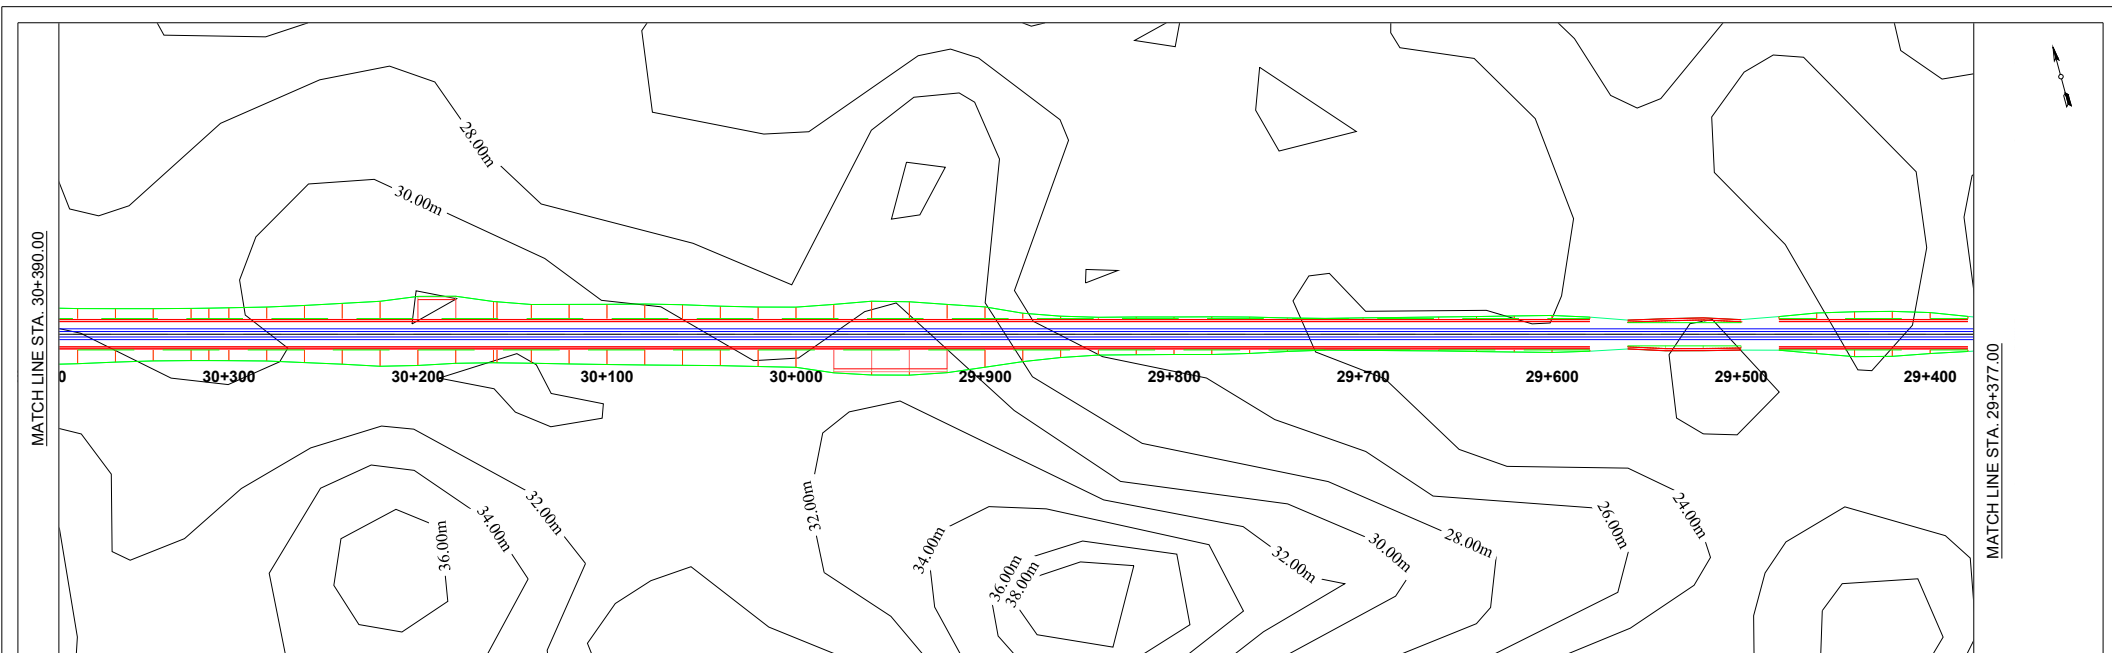 28.00m
30.00m
MATCH LINE STA. 30+390.00
0
30+300
30+200
30+100
30+000
29+900
29+800
29+700
29+600
29+500
29+400
MATCH LINE STA. 29+377.00
36.00m
34.00m
32.00m
32.00m
34.00m
36.00m
38.00m
32.00m
30.00m
28.00m
26.00m
24.00m